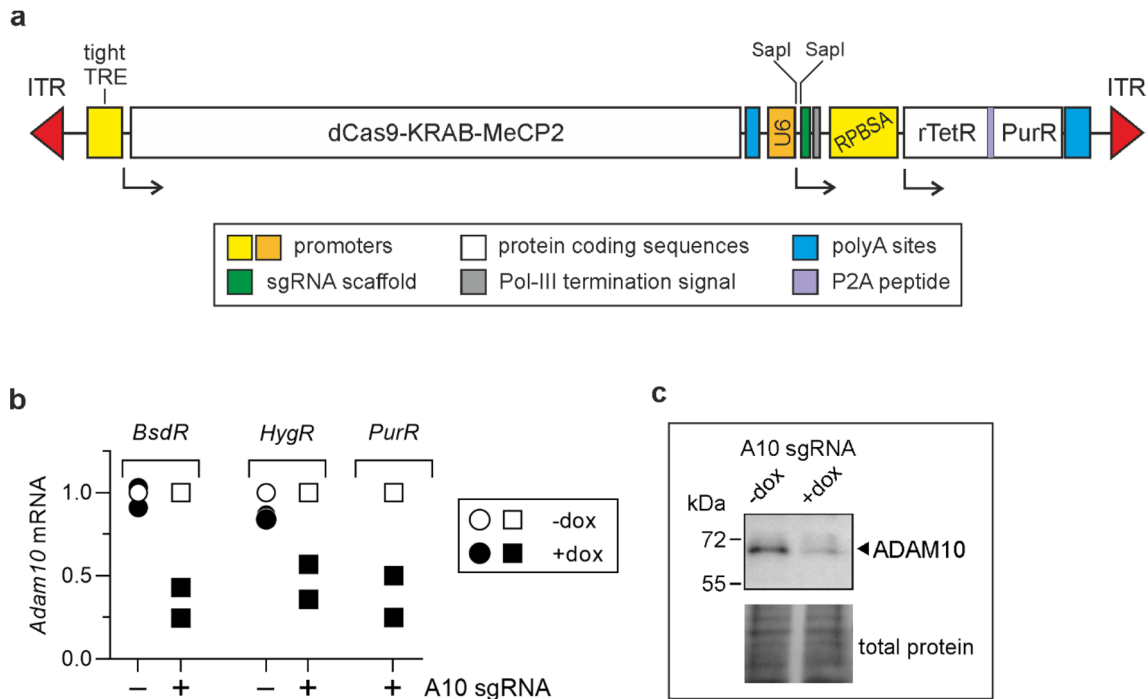 a
tight
TRE
ITR
SapI SapI
ITR
dCas9-KRAB-MeCP2
U6
RPBSA
rTetR
PurR
promoters
protein coding sequences
polyA sites
sgRNA scaffold
Pol-III termination signal
P2A peptide
b
BsdR HygR PurR
Adam10 mRNA
1.0
0.5
0.0
-dox
+dox
– + – + + A10 sgRNA
c
A10 sgRNA
-dox +dox
kDa
72
55
ADAM10
total protein